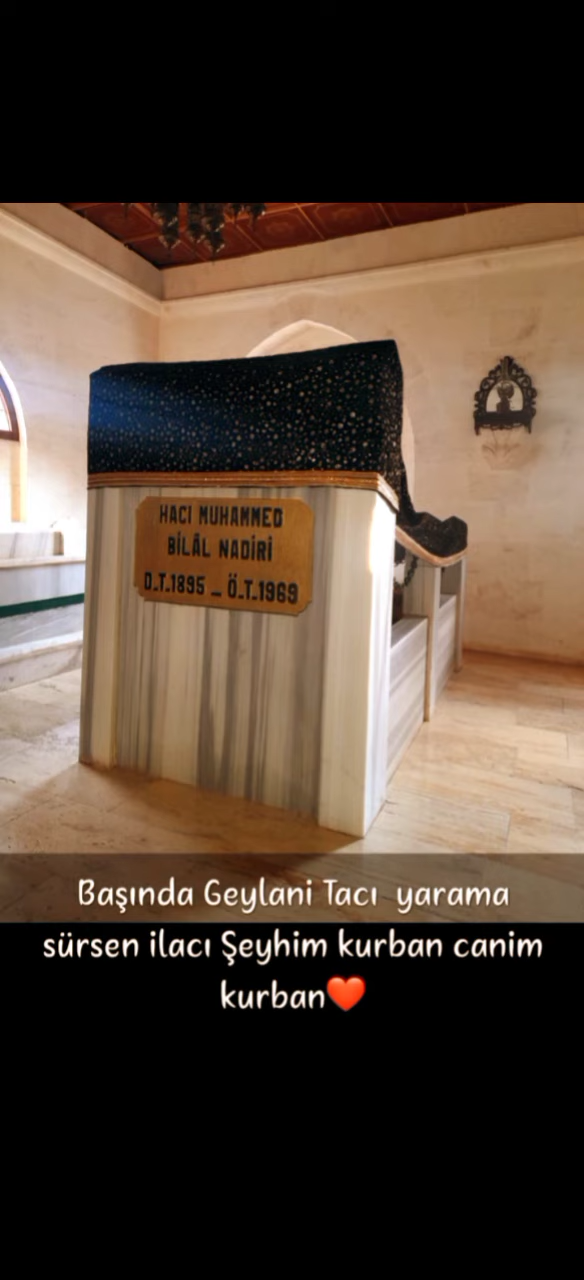 HACI MUHAMMED
BİLÂL NADİRİ
D.T.1895 _ Ö.T.1969
Başında Geylani Tacı yarama
sürsen ilacı Şeyhim kurban canim
kurban❤️